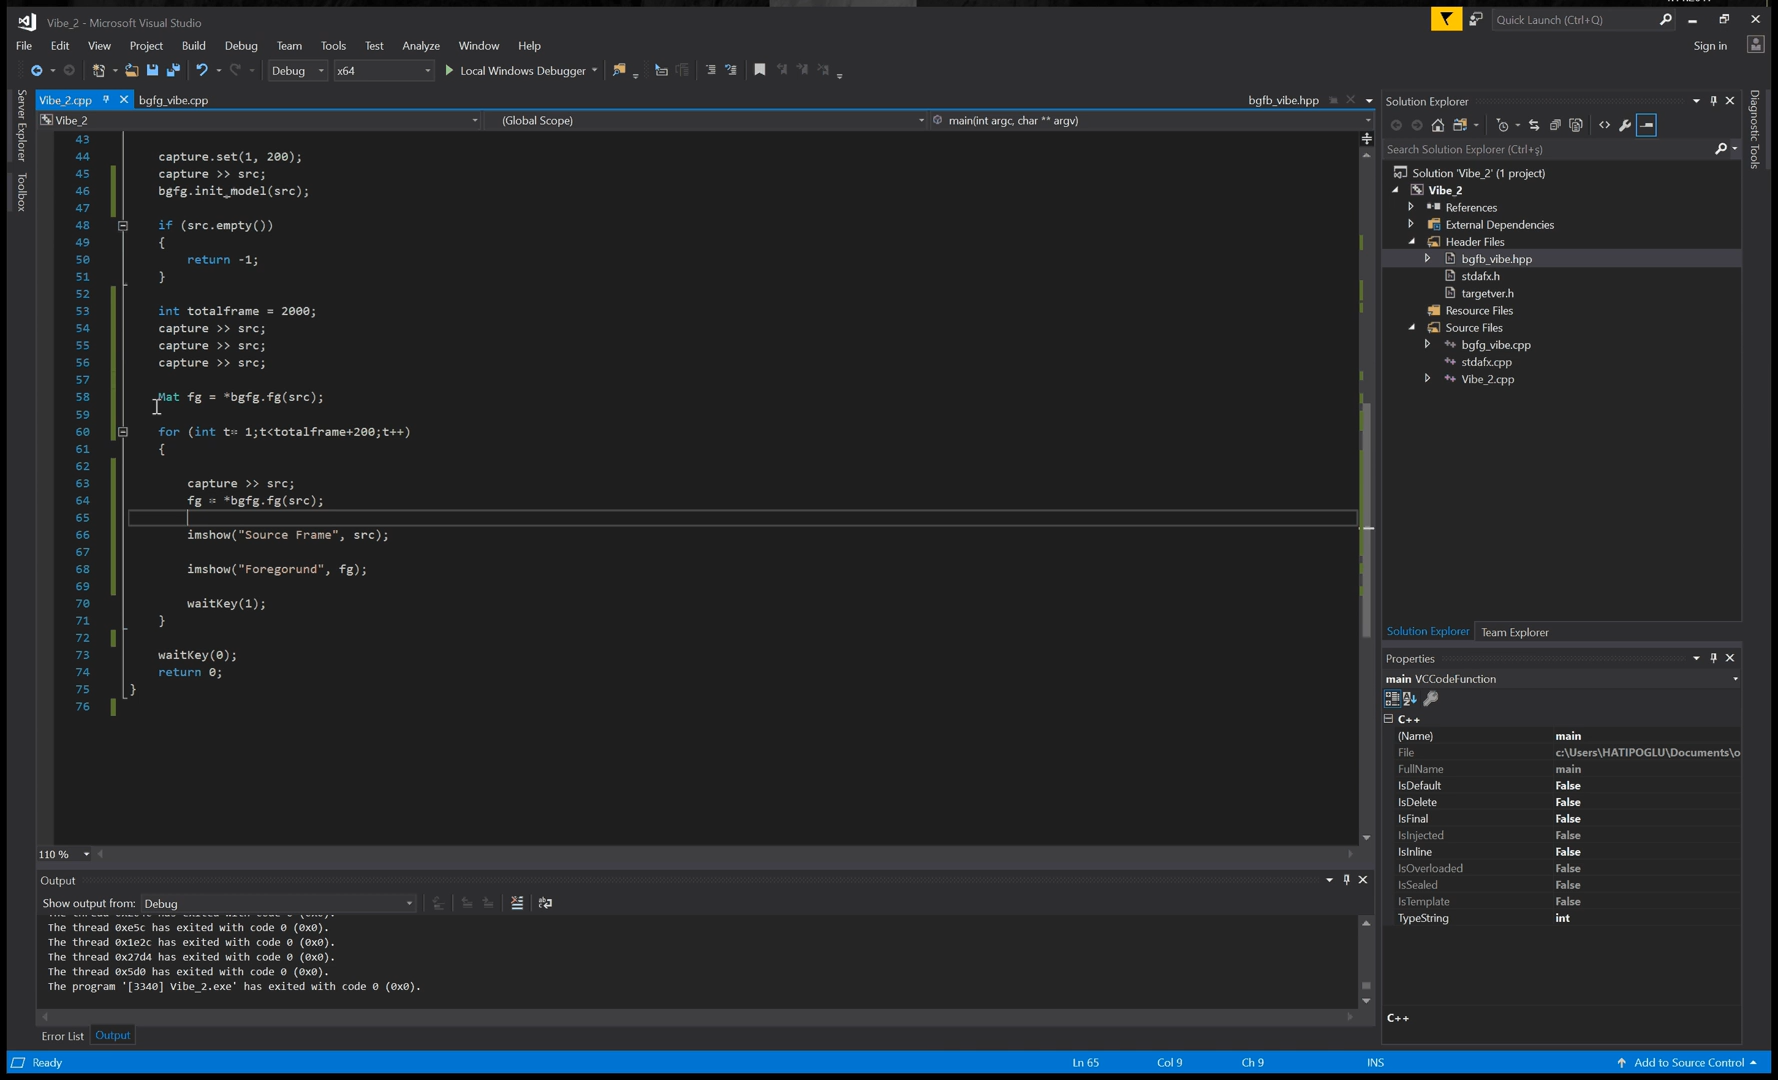 Vibe_2 - Microsoft Visual Studio
Quick Launch (Ctrl+Q)
File Edit View Project Build Debug Team Tools Test Analyze Window Help
Sign in
Debug x64 Local Windows Debugger
Server Explorer
Toolbox
Vibe_2.cpp bgfg_vibe.cpp bgfb_vibe.hpp
Vibe_2 (Global Scope) main(int argc, char ** argv)
43
44 capture.set(1, 200);
45 capture >> src;
46 bgfg.init_model(src);
47
48 if (src.empty())
49 {
50 return -1;
51 }
52
53 int totalframe = 2000;
54 capture >> src;
55 capture >> src;
56 capture >> src;
57
58 Mat fg = *bgfg.fg(src);
59
60 for (int t= 1;t<totalframe+200;t++)
61 {
62
63 capture >> src;
64 fg = *bgfg.fg(src);
65
66 imshow("Source Frame", src);
67
68 imshow("Foregorund", fg);
69
70 waitKey(1);
71 }
72
73 waitKey(0);
74 return 0;
75 }
76
110 %
Output
Show output from: Debug
The thread 0xe5c has exited with code 0 (0x0).
The thread 0x1e2c has exited with code 0 (0x0).
The thread 0x27d4 has exited with code 0 (0x0).
The thread 0x5d0 has exited with code 0 (0x0).
The program '[3340] Vibe_2.exe' has exited with code 0 (0x0).
Error List Output
Solution Explorer
Search Solution Explorer (Ctrl+ş)
Solution 'Vibe_2' (1 project)
Vibe_2
References
External Dependencies
Header Files
bgfb_vibe.hpp
stdafx.h
targetver.h
Resource Files
Source Files
bgfg_vibe.cpp
stdafx.cpp
Vibe_2.cpp
Solution Explorer Team Explorer
Properties
main VCCodeFunction
C++
(Name) main
File c:\Users\HATIPOGLU\Documents\o
FullName main
IsDefault False
IsDelete False
IsFinal False
IsInjected False
IsInline False
IsOverloaded False
IsSealed False
IsTemplate False
TypeString int
C++
Diagnostic Tools
Ready Ln 65 Col 9 Ch 9 INS Add to Source Control